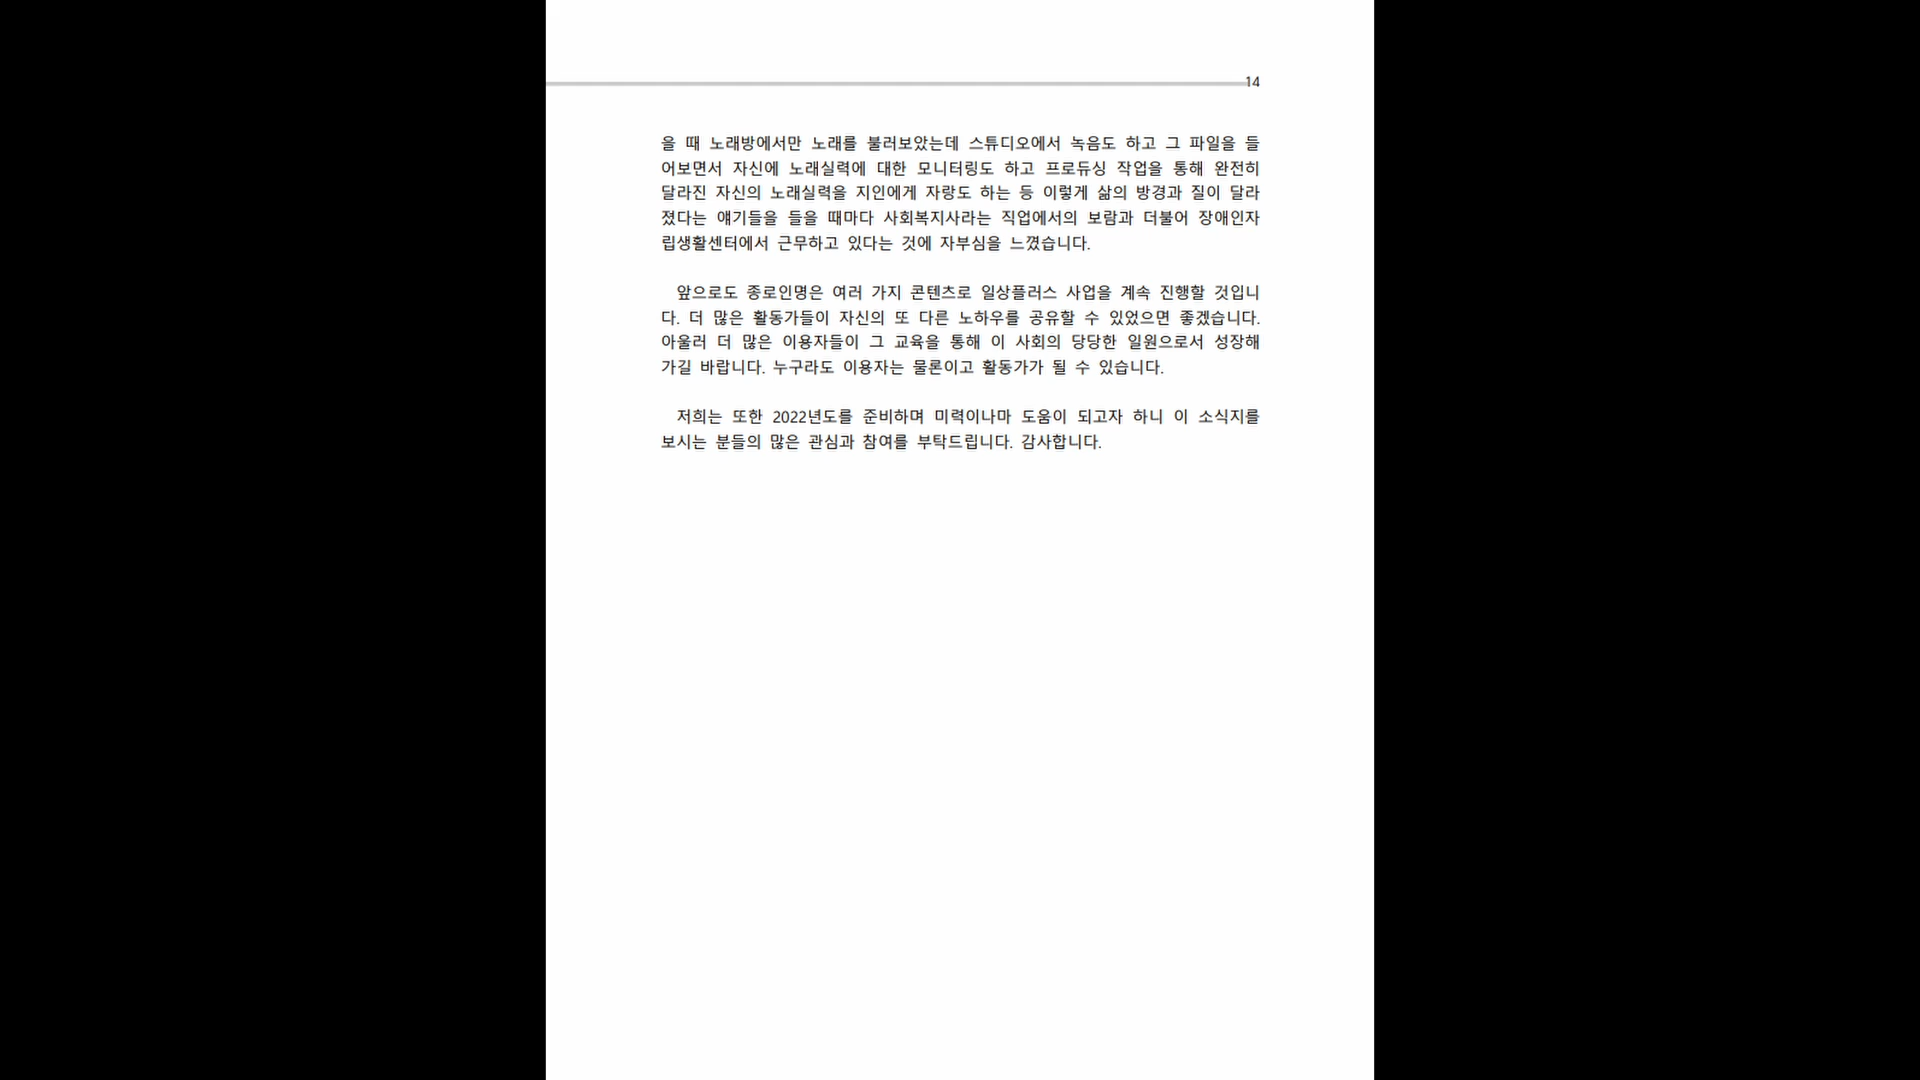 14
을 때 노래방에서만 노래를 불러보았는데 스튜디오에서 녹음도 하고 그 파일을 들
어보면서 자신에 노래실력에 대한 모니터링도 하고 프로듀싱 작업을 통해 완전히
달라진 자신의 노래실력을 지인에게 자랑도 하는 등 이렇게 삶의 방경과 질이 달라
졌다는 얘기들을 들을 때마다 사회복지사라는 직업에서의 보람과 더불어 장애인자
립생활센터에서 근무하고 있다는 것에 자부심을 느꼈습니다.
앞으로도 종로인명은 여러 가지 콘텐츠로 일상플러스 사업을 계속 진행할 것입니
다. 더 많은 활동가들이 자신의 또 다른 노하우를 공유할 수 있었으면 좋겠습니다.
아울러 더 많은 이용자들이 그 교육을 통해 이 사회의 당당한 일원으로서 성장해
가길 바랍니다. 누구라도 이용자는 물론이고 활동가가 될 수 있습니다.
저희는 또한 2022년도를 준비하며 미력이나마 도움이 되고자 하니 이 소식지를
보시는 분들의 많은 관심과 참여를 부탁드립니다. 감사합니다.